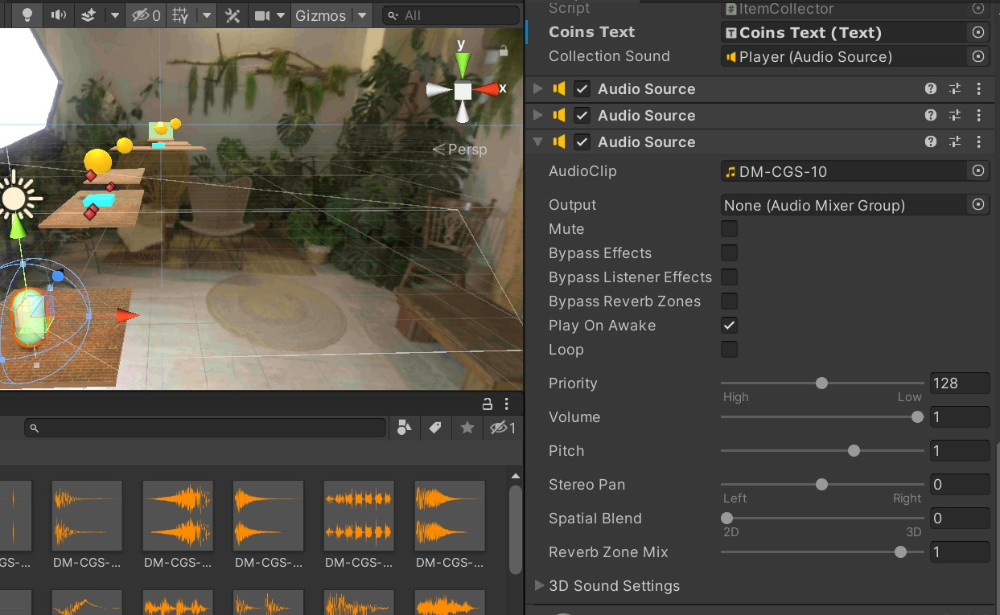 0
Gizmos
All
y
x
Persp
1
GS-...
DM-CGS-...
DM-CGS-...
DM-CGS-...
DM-CGS-...
DM-CGS-...
Script
ItemCollector
Coins Text
Coins Text (Text)
Collection Sound
Player (Audio Source)
Audio Source
Audio Source
Audio Source
AudioClip
DM-CGS-10
Output
None (Audio Mixer Group)
Mute
Bypass Effects
Bypass Listener Effects
Bypass Reverb Zones
Play On Awake
Loop
Priority
128
High
Low
Volume
1
Pitch
1
Stereo Pan
0
Left
Right
Spatial Blend
0
2D
3D
Reverb Zone Mix
1
3D Sound Settings